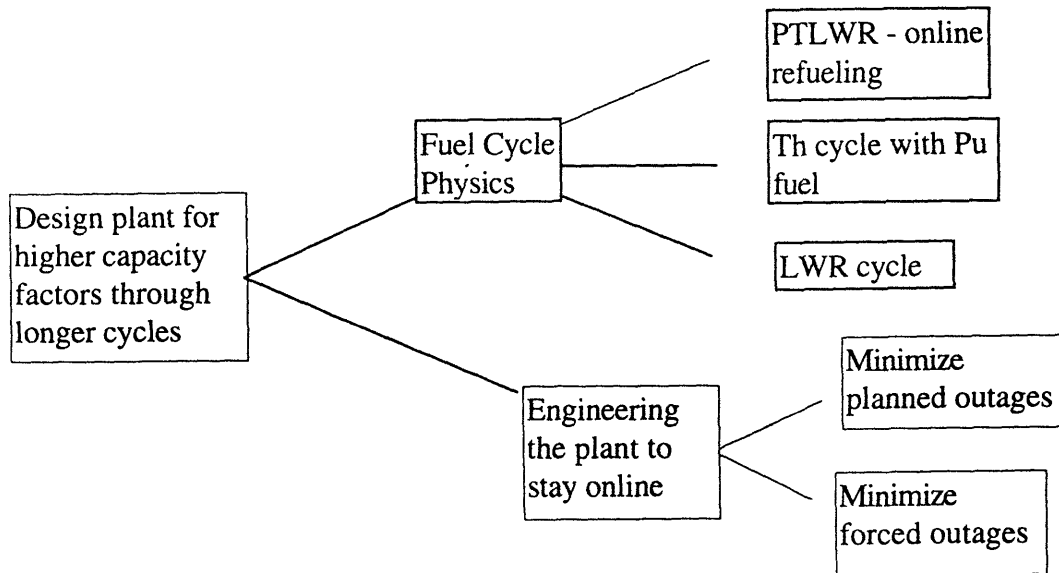 PTLWR - online
refueling
Fuel Cycle
Physics
Th cycle with Pu
fuel
Design plant for
higher capacity
factors through
longer cycles
LWR cycle
Minimize
planned outages
Engineering
the plant to
stay online
Minimize
forced outages